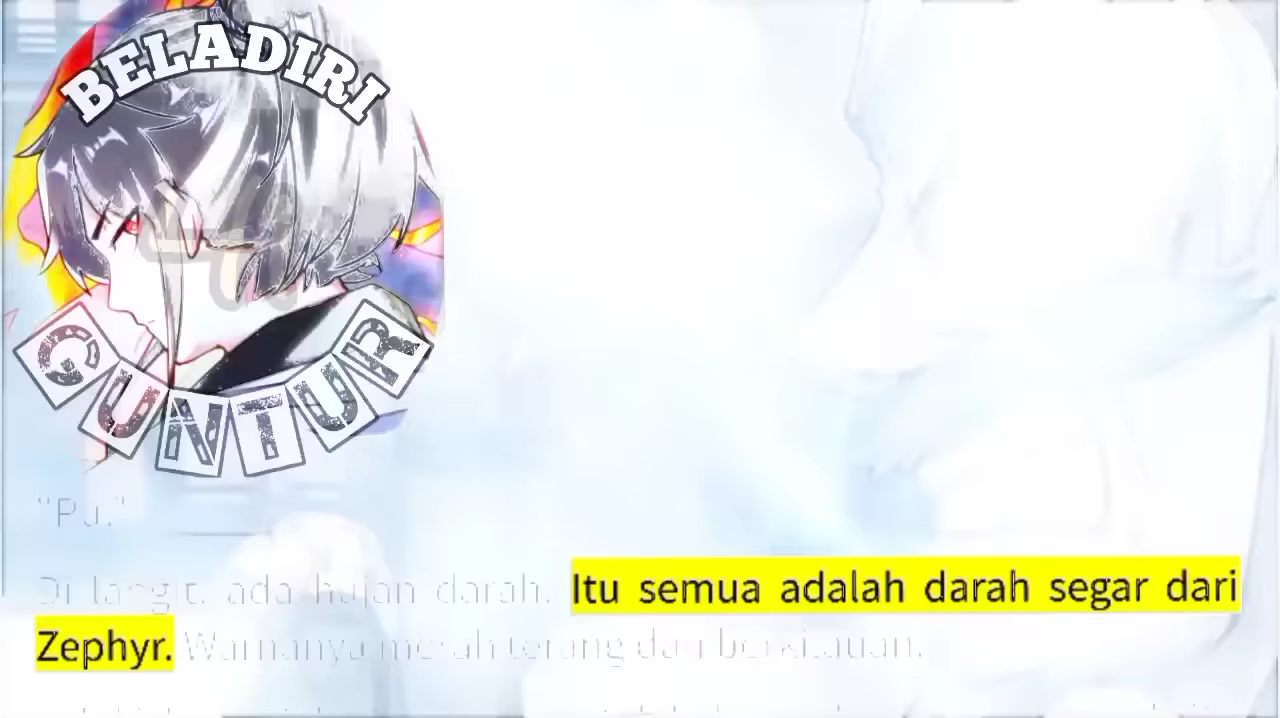 BELADIRI
GUNTUR
"Pu."
Di langit, ada hujan darah. Itu semua adalah darah segar dari
Zephyr. Warnanya merah terang dan berkilauan.